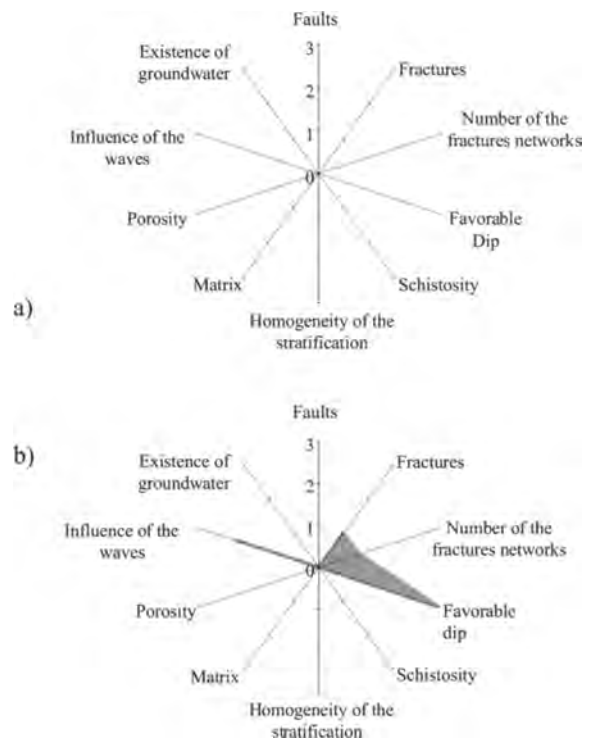 Faults
3
Existence of
groundwater
Fractures
2
Number of the
fractures networks
1
Influence of the
waves
0
Porosity
Favorable
Dip
Matrix
Schistosity
a)
Homogeneity of the
stratification
Faults
b)
3
Existence of
groundwater
Fractures
2
Number of the
fractures networks
1
Influence of the
waves
0
Porosity
Favorable
dip
Matrix
Schistosity
Homogeneity of the
stratification